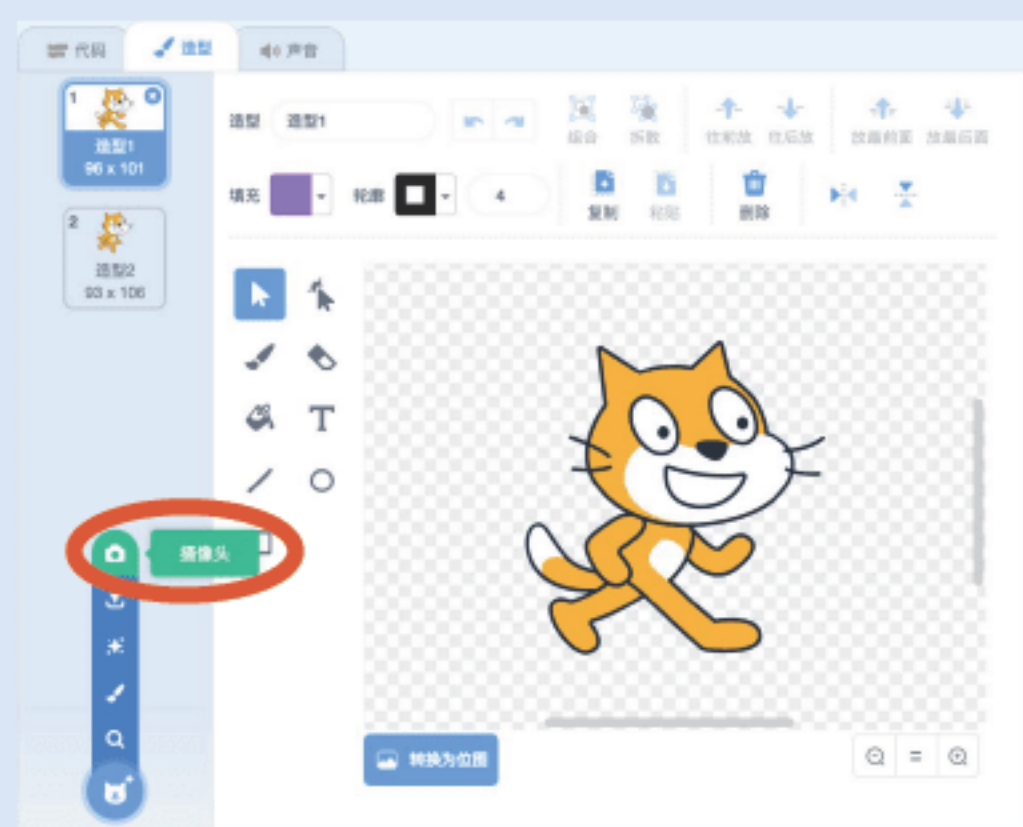 代码 造型 声音
1
造型1
96 x 101
2
造型2
93 x 106
造型 造型1
组合 拆散 往前放 往后放 放最前面 放最后面
填充 轮廓 4
复制 粘贴 删除
T
摄像头
转换为位图